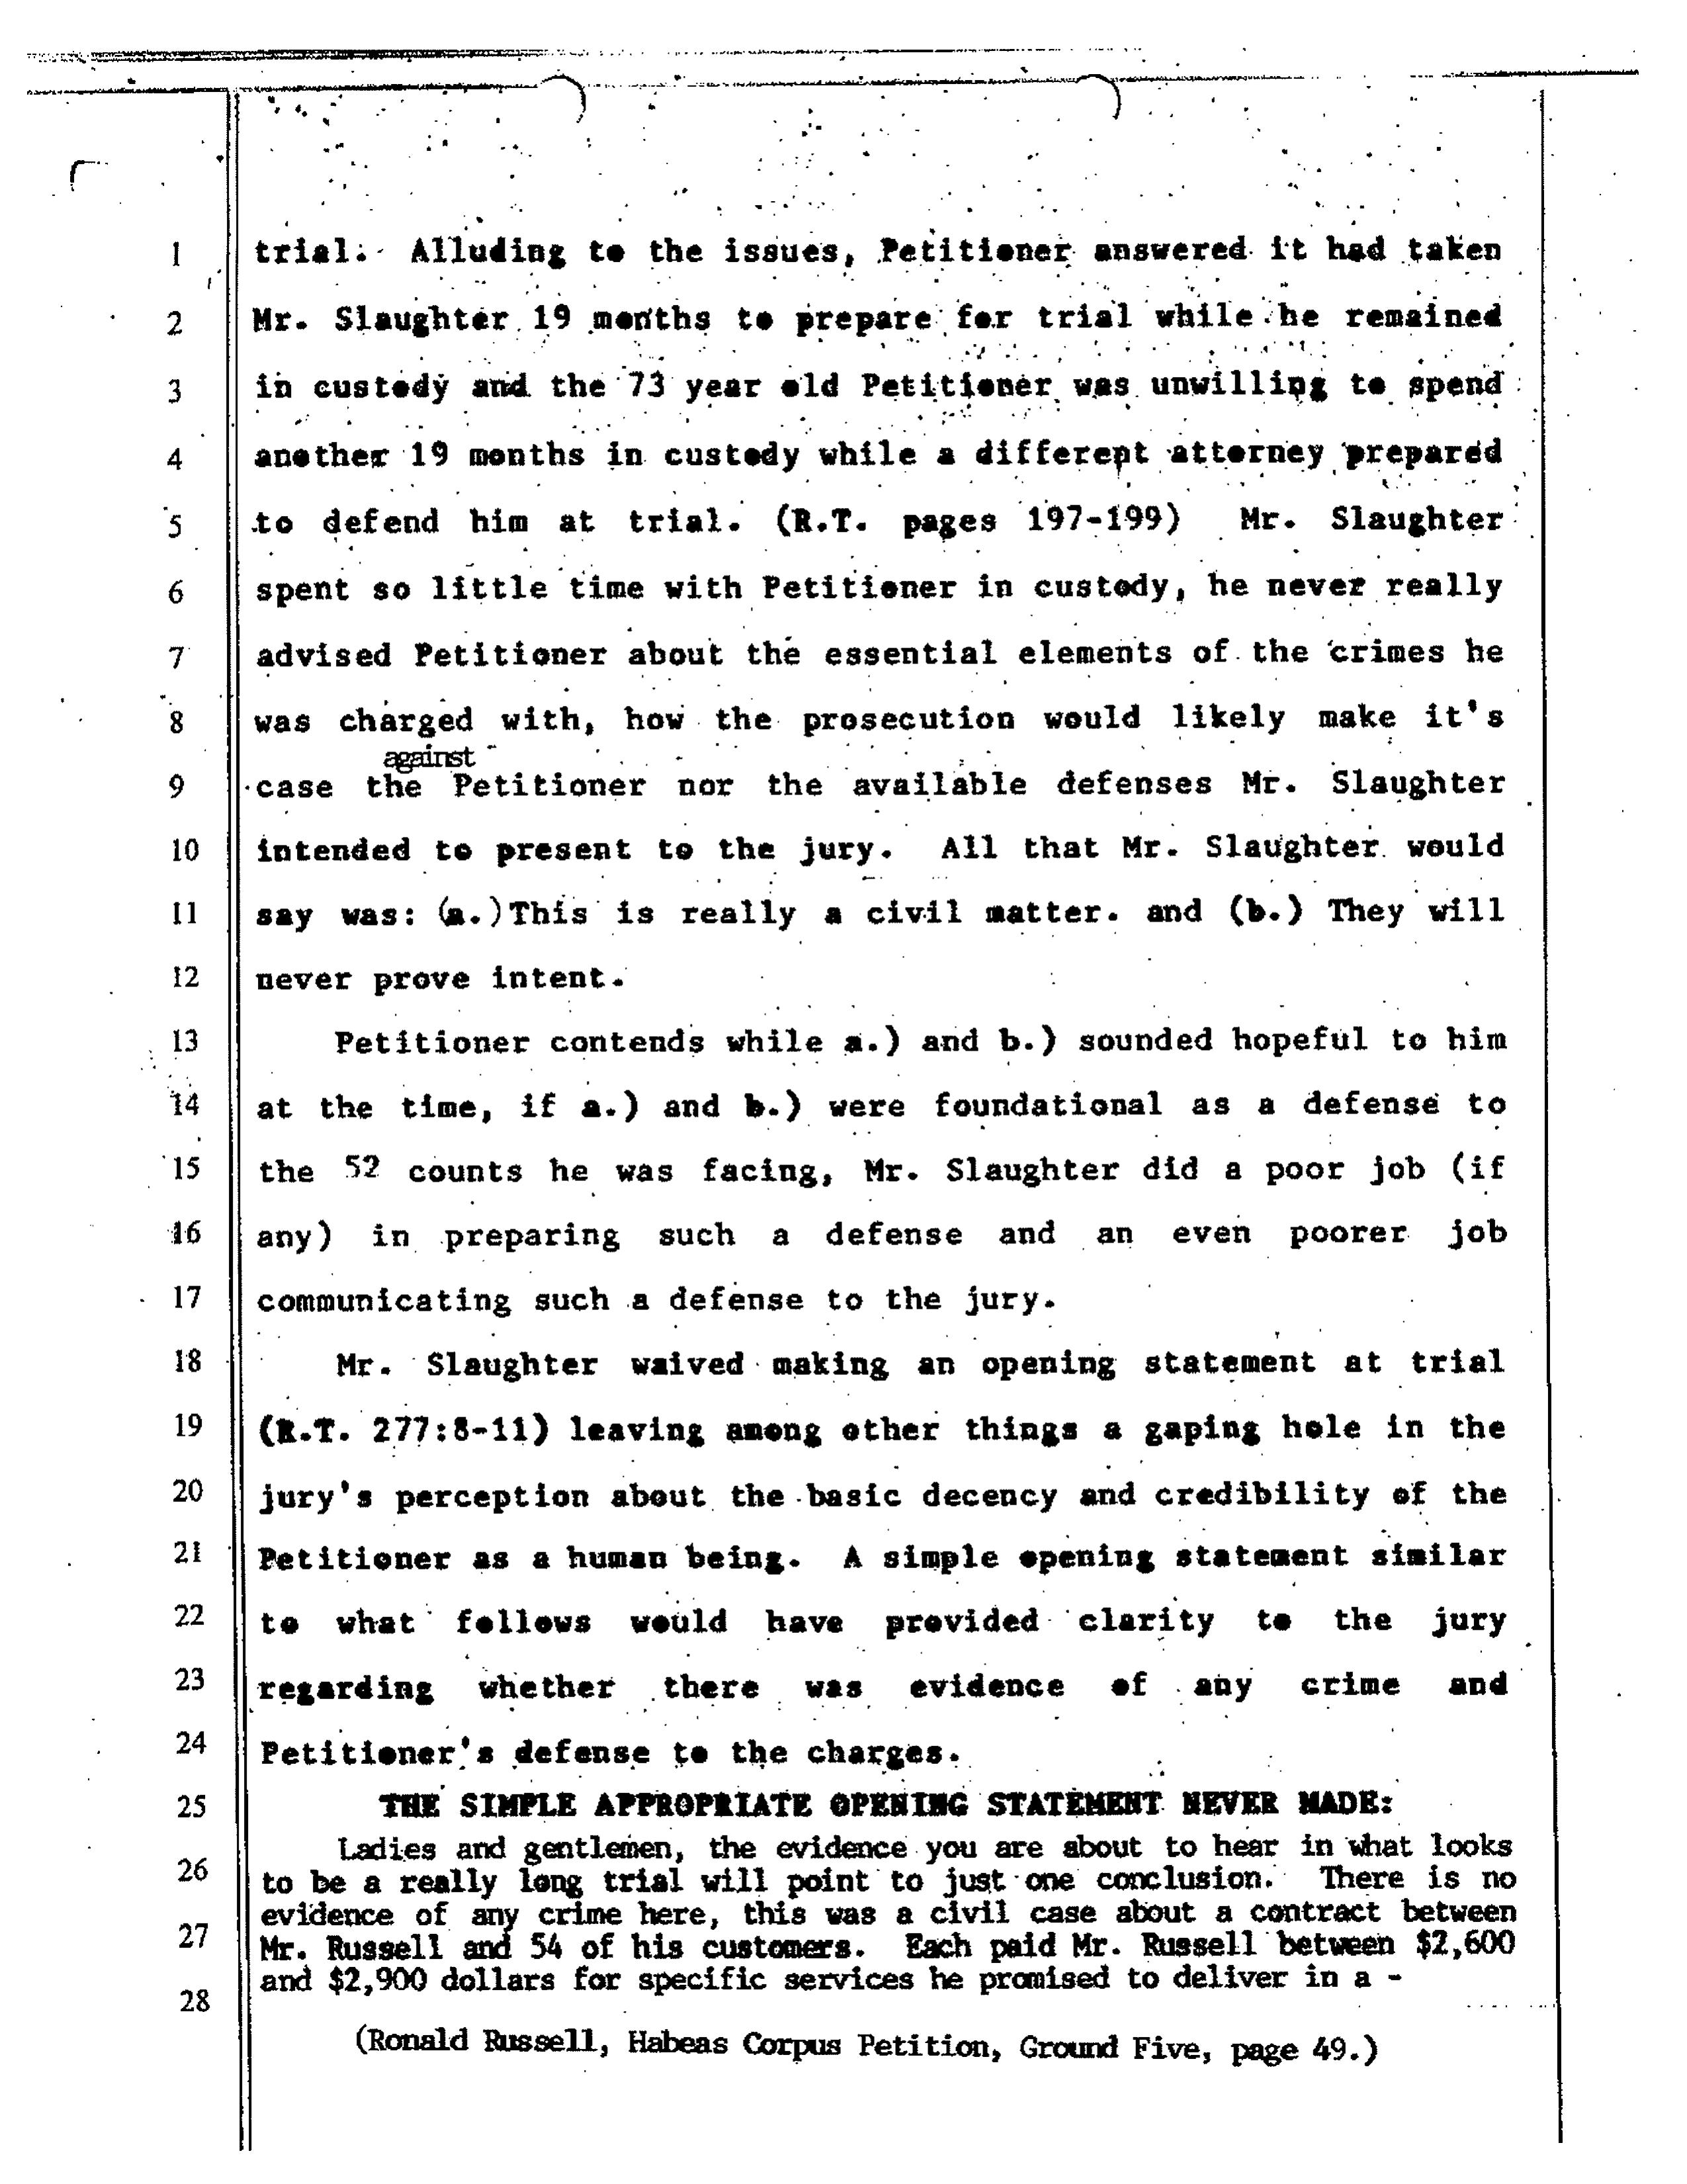 1 trial. Alluding to the issues, Petitioner answered it had taken
2 Mr. Slaughter 19 months to prepare for trial while he remained
3 in custody and the 73 year old Petitioner was unwilling to spend
4 another 19 months in custody while a different attorney prepared
5 to defend him at trial. (R.T. pages 197-199) Mr. Slaughter
6 spent so little time with Petitioner in custody, he never really
7 advised Petitioner about the essential elements of the crimes he
8 was charged with, how the prosecution would likely make it's
against
9 case the Petitioner nor the available defenses Mr. Slaughter
10 intended to present to the jury. All that Mr. Slaughter would
11 say was: (a.)This is really a civil matter. and (b.) They will
12 never prove intent.
13 Petitioner contends while a.) and b.) sounded hopeful to him
14 at the time, if a.) and b.) were foundational as a defense to
15 the 52 counts he was facing, Mr. Slaughter did a poor job (if
16 any) in preparing such a defense and an even poorer job
17 communicating such a defense to the jury.
18 Mr. Slaughter waived making an opening statement at trial
19 (R.T. 277:8-11) leaving among other things a gaping hole in the
20 jury's perception about the basic decency and credibility of the
21 Petitioner as a human being. A simple opening statement similar
22 to what follows would have provided clarity to the jury
23 regarding whether there was evidence of any crime and
24 Petitioner's defense to the charges.
25 THE SIMPLE APPROPRIATE OPENING STATEMENT NEVER MADE:
Ladies and gentlemen, the evidence you are about to hear in what looks
26 to be a really long trial will point to just one conclusion. There is no
evidence of any crime here, this was a civil case about a contract between
27 Mr. Russell and 54 of his customers. Each paid Mr. Russell between $2,600
and $2,900 dollars for specific services he promised to deliver in a -
28
(Ronald Russell, Habeas Corpus Petition, Ground Five, page 49.)